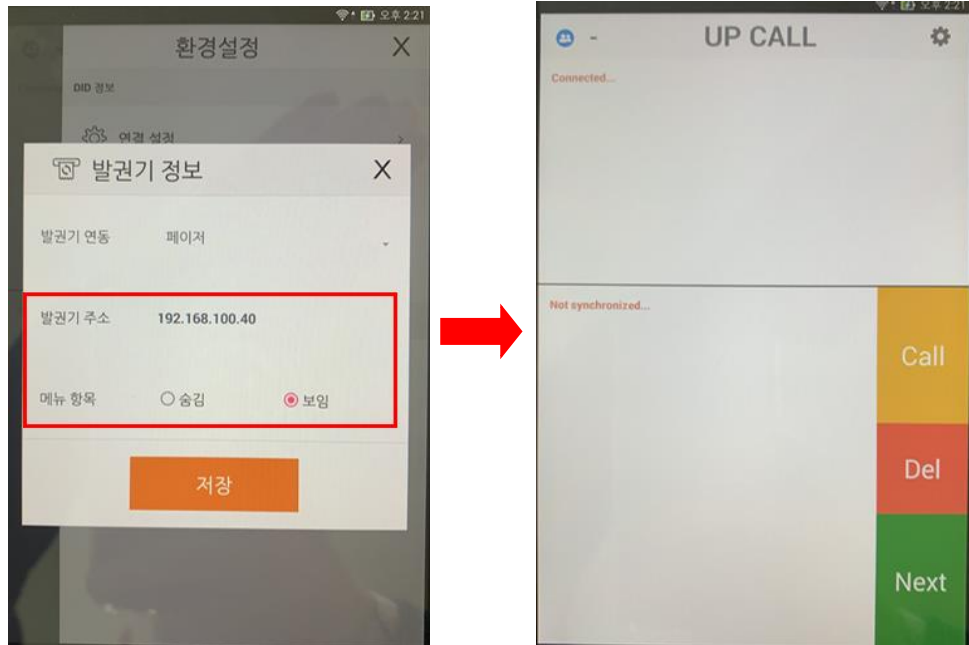 오후 2:21
환경설정 X
DID 정보
연결 설정 >
발권기 정보 X
발권기 연동 페이저
발권기 주소 192.168.100.40
메뉴 항목 숨김 보임
저장
오후 2:21
- UP CALL
Connected...
Not synchronized...
Call
Del
Next